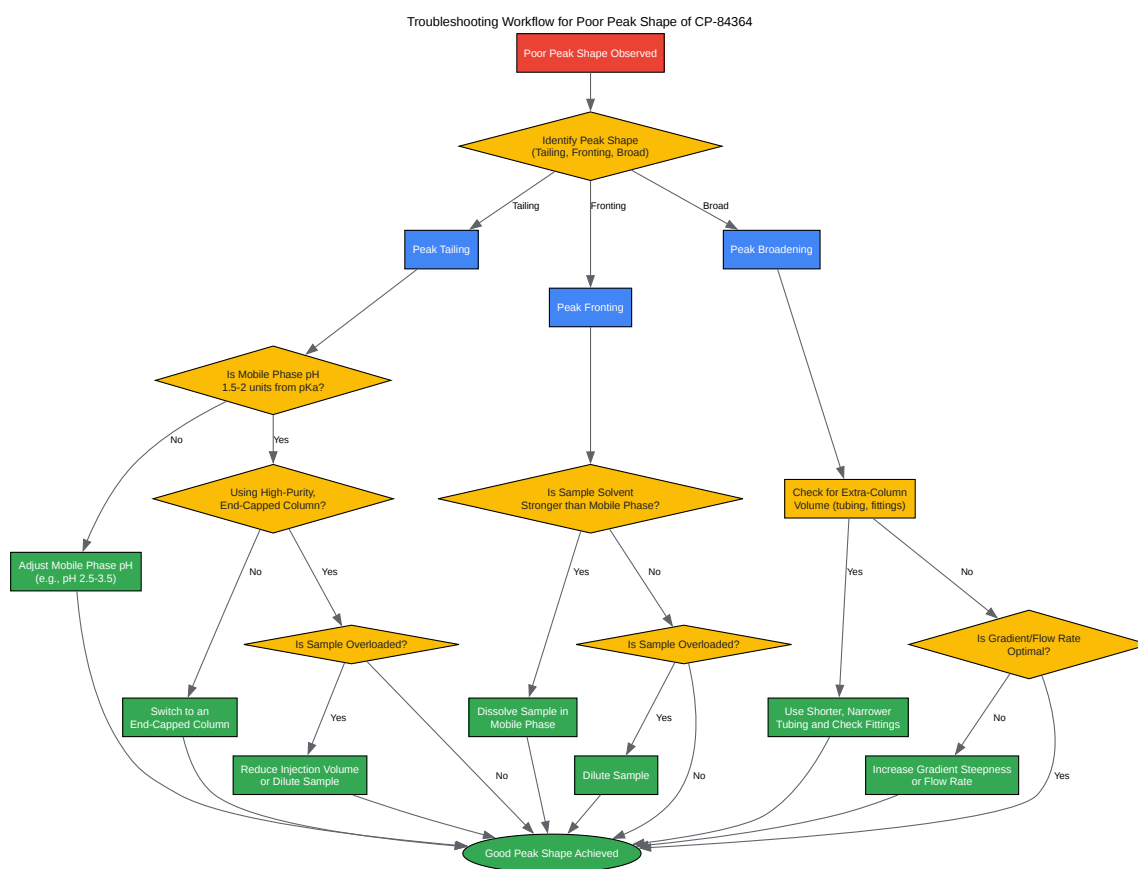 Troubleshooting Workflow for Poor Peak Shape of CP-84364
Poor Peak Shape Observed
Identify Peak Shape
(Tailing, Fronting, Broad)
Tailing
Fronting
Broad
Peak Tailing
Peak Broadening
Peak Fronting
Is Mobile Phase pH
1.5-2 units from pKa?
No
Yes
Using High-Purity,
End-Capped Column?
Is Sample Solvent
Stronger than Mobile Phase?
Check for Extra-Column
Volume (tubing, fittings)
Adjust Mobile Phase pH
(e.g., pH 2.5-3.5)
No
Yes
Yes
No
Yes
No
Is Sample Overloaded?
Is Sample Overloaded?
Is Gradient/Flow Rate
Optimal?
Switch to an
End-Capped Column
Yes
Dissolve Sample in
Mobile Phase
Yes
Use Shorter, Narrower
Tubing and Check Fittings
No
Reduce Injection Volume
or Dilute Sample
No
Dilute Sample
No
Increase Gradient Steepness
or Flow Rate
Yes
Good Peak Shape Achieved